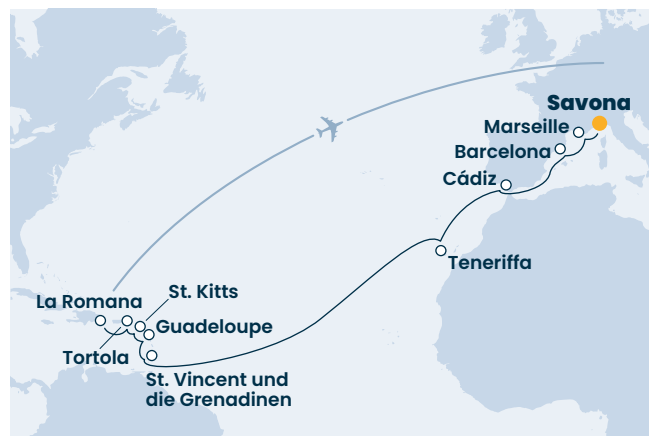 Savona
Marseille
Barcelona
Cádiz
Teneriffa
St. Kitts
La Romana
Guadeloupe
Tortola
St. Vincent und
die Grenadinen